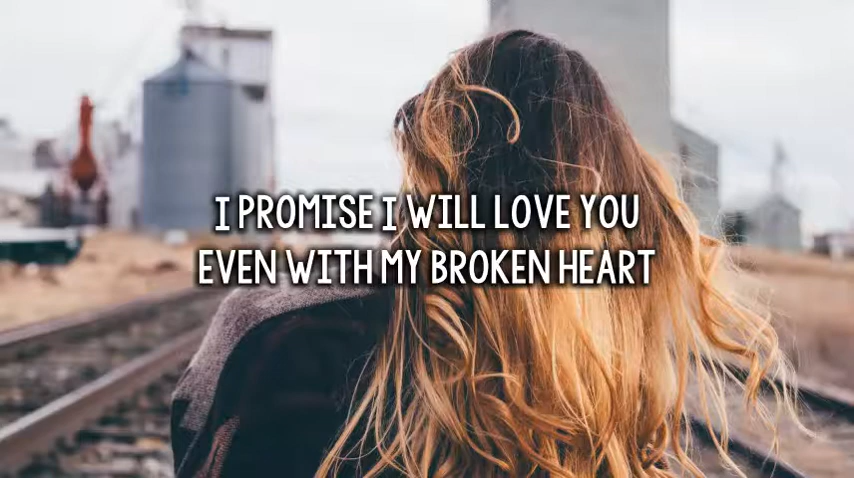 I PROMISE I WILL LOVE YOU
EVEN WITH MY BROKEN HEART